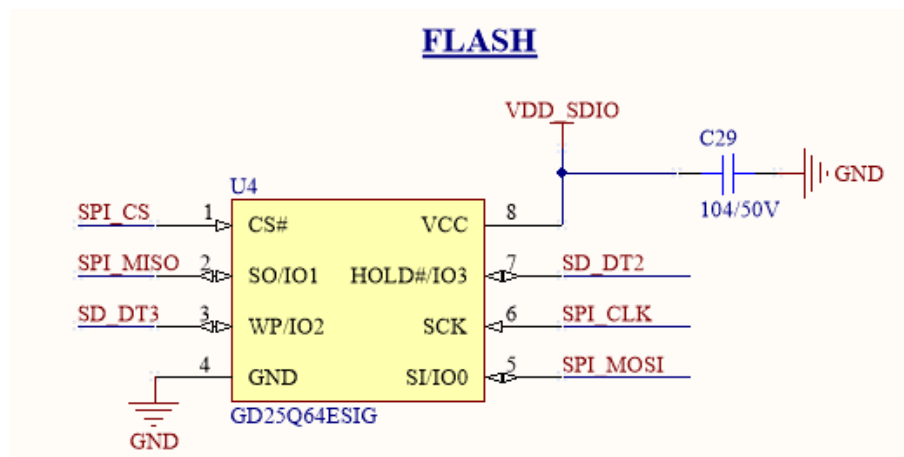 FLASH
VDD_SDIO
C29
GND
104/50V
U4
SPI_CS 1 CS# VCC 8
SPI_MISO 2 SO/IO1 HOLD#/IO3 7 SD_DT2
SD_DT3 3 WP/IO2 SCK 6 SPI_CLK
4 GND SI/IO0 5 SPI_MOSI
GD25Q64ESIG
GND